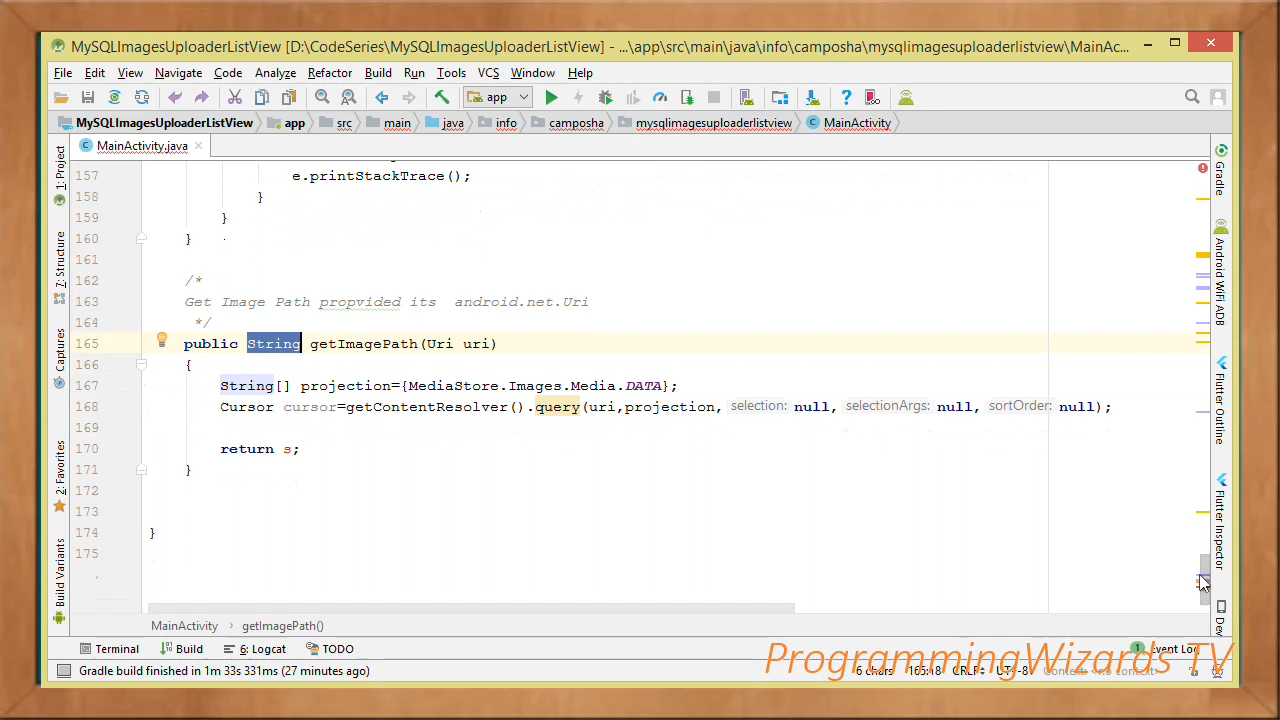 MySQLImagesUploaderListView [D:\CodeSeries\MySQLImagesUploaderListView] - ...\app\src\main\java\info\camposha\mysqlimagesuploaderlistview\MainAc...
File Edit View Navigate Code Analyze Refactor Build Run Tools VCS Window Help
app
MySQLImagesUploaderListView app src main java info camposha mysqlimagesuploaderlistview MainActivity
MainActivity.java
1: Project
7: Structure
Captures
2: Favorites
Build Variants
157 e.printStackTrace();
158 }
159 }
160 }
161
162 /*
163 Get Image Path propvided its android.net.Uri
164 */
165 public String getImagePath(Uri uri)
166 {
167 String[] projection={MediaStore.Images.Media.DATA};
168 Cursor cursor=getContentResolver().query(uri,projection, selection: null, selectionArgs: null, sortOrder: null);
169
170 return s;
171 }
172
173
174 }
175
Gradle
Android WiFi ADB
Flutter Outline
Flutter Inspector
MainActivity getImagePath()
Terminal Build 6: Logcat TODO 1 Event Log
ProgrammingWizards TV
Gradle build finished in 1m 33s 331ms (27 minutes ago) 6 chars 165:18 CRLF UTF-8 Context: <no context>